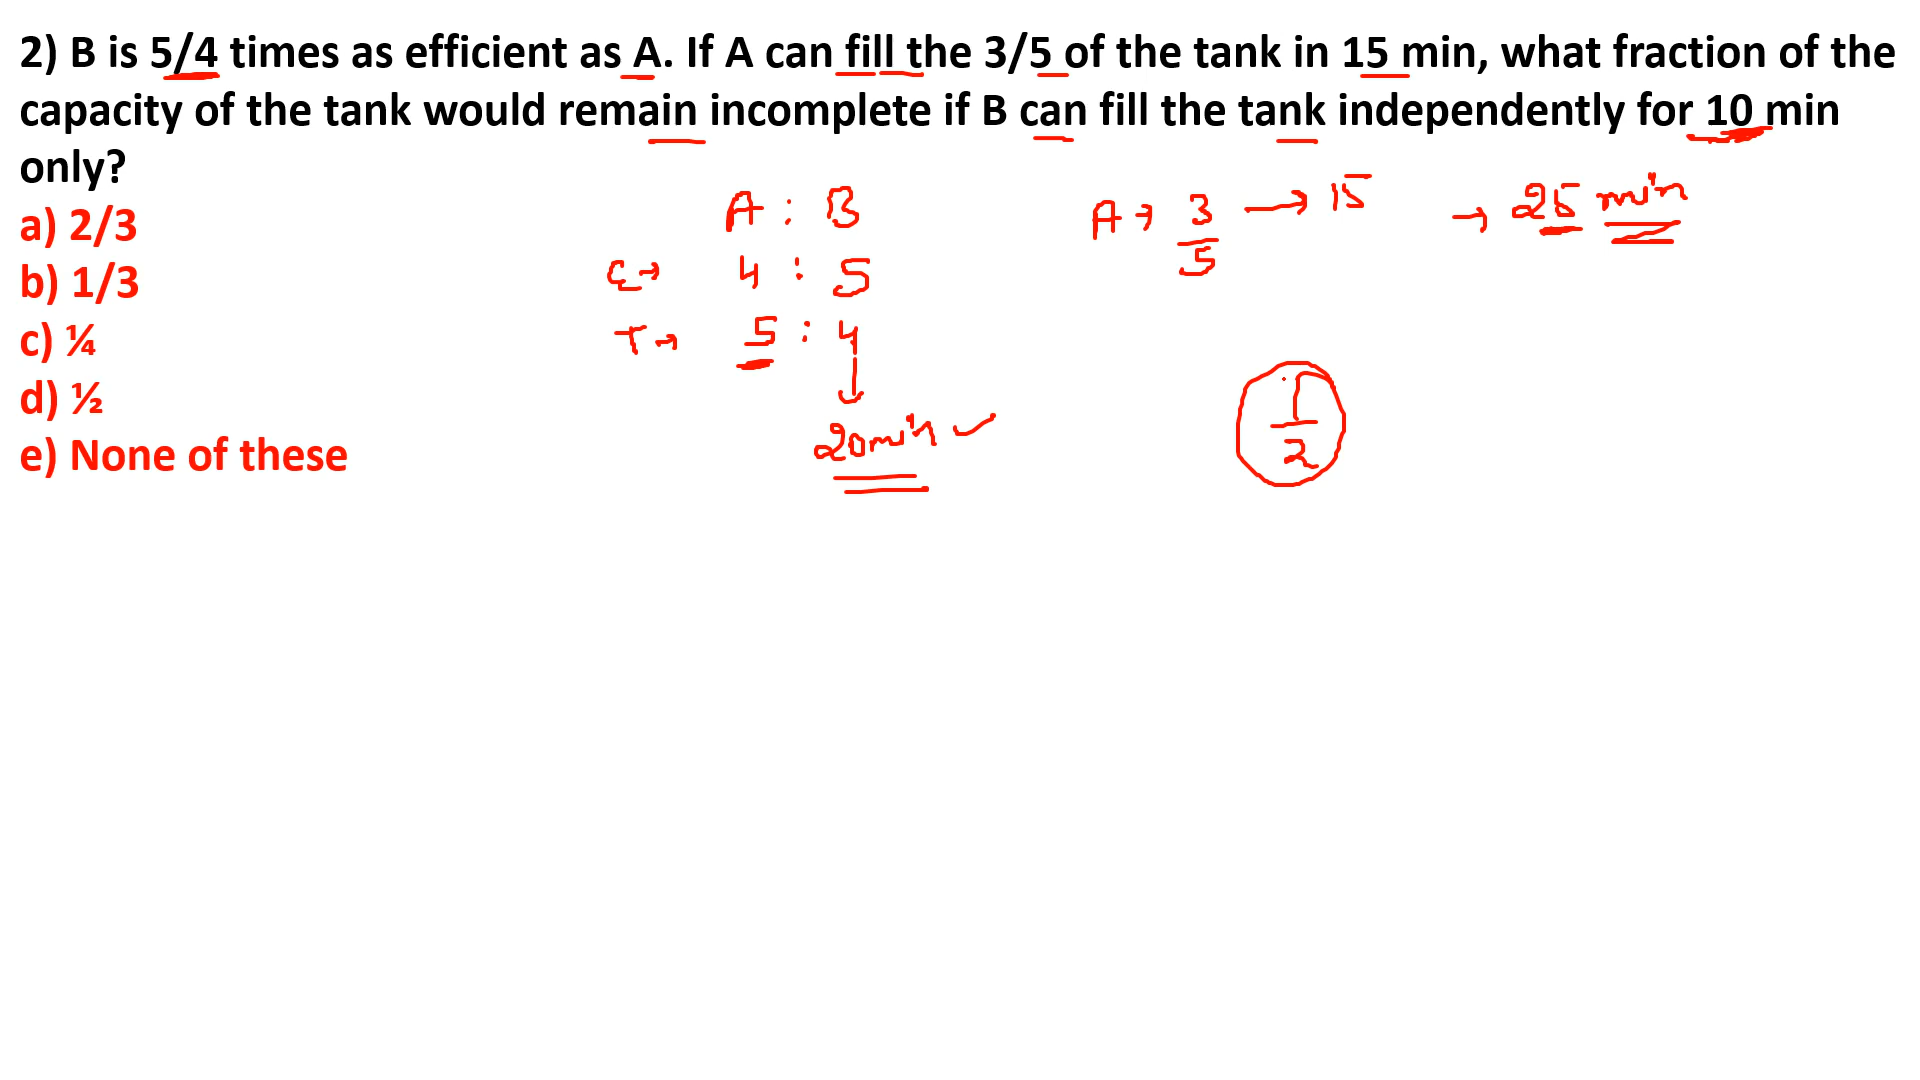 2) B is 5/4 times as efficient as A. If A can fill the 3/5 of the tank in 15 min, what fraction of the
capacity of the tank would remain incomplete if B can fill the tank independently for 10 min
only?
a) 2/3
b) 1/3
c) ¼
d) ½
e) None of these
A : B
E → 4 : 5
T → 5 : 4
20 min ✓
A → 3/5 → 15 → 25 min
1/2